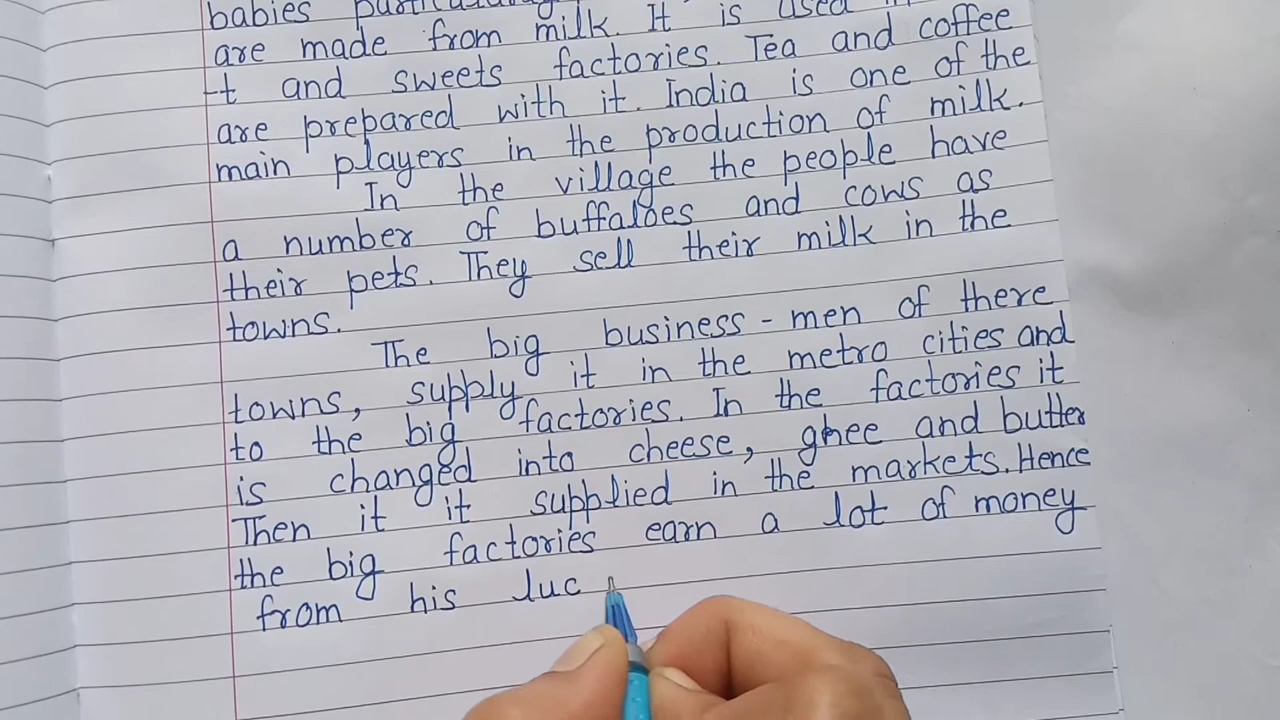 babies
are made from milk. It is used
-t and sweets factories. Tea and coffee
are prepared with it. India is one of the
main players in the production of milk.
In the village the people have
a number of buffaloes and cows as
their pets. They sell their milk in the
towns.
The big business-men of there
towns, supply it in the metro cities and
to the big factories. In the factories it
is changed into cheese, ghee and butter
Then it it supplied in the markets. Hence
the big factories earn a lot of money
from his luc